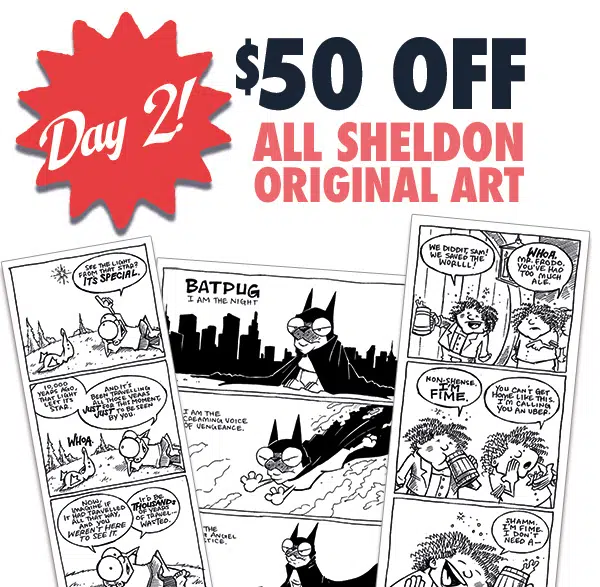 Day 2!
$50 OFF
ALL SHELDON
ORIGINAL ART
SEE THE LIGHT
FROM THAT STAR?
IT'S SPECIAL.
10,000
YEARS AGO,
THAT LIGHT
LEFT ITS
STAR.
AND IT'S
BEEN TRAVELLING
ALL THOSE YEARS
JUST FOR THIS MOMENT,
JUST TO BE SEEN
BY YOU.
WHOA.
NOW,
IMAGINE IF
IT HAD TRAVELLED
ALL THAT WAY,
AND YOU
WEREN'T HERE
TO SEE IT.
IT'D BE
THOUSANDS
OF YEARS
OF TRAVEL--
WASTED.
BATPUG
I AM THE NIGHT
I AM THE
SCREAMING VOICE
OF VENGEANCE.
THE
ANGEL
TICE.
WE DIDDIT, SAM!
WE SAVED THE
WORLLL!
WHOA.
MR. FRODO,
YOU'VE HAD
TOO MUCH
ALE.
NON-SHENSE.
I'M
FIME.
YOU CAN'T GET
HOME LIKE THIS.
I'M CALLING
YOU AN UBER.
SHAMM.
I'M FIME.
I DON'T
NEED A--